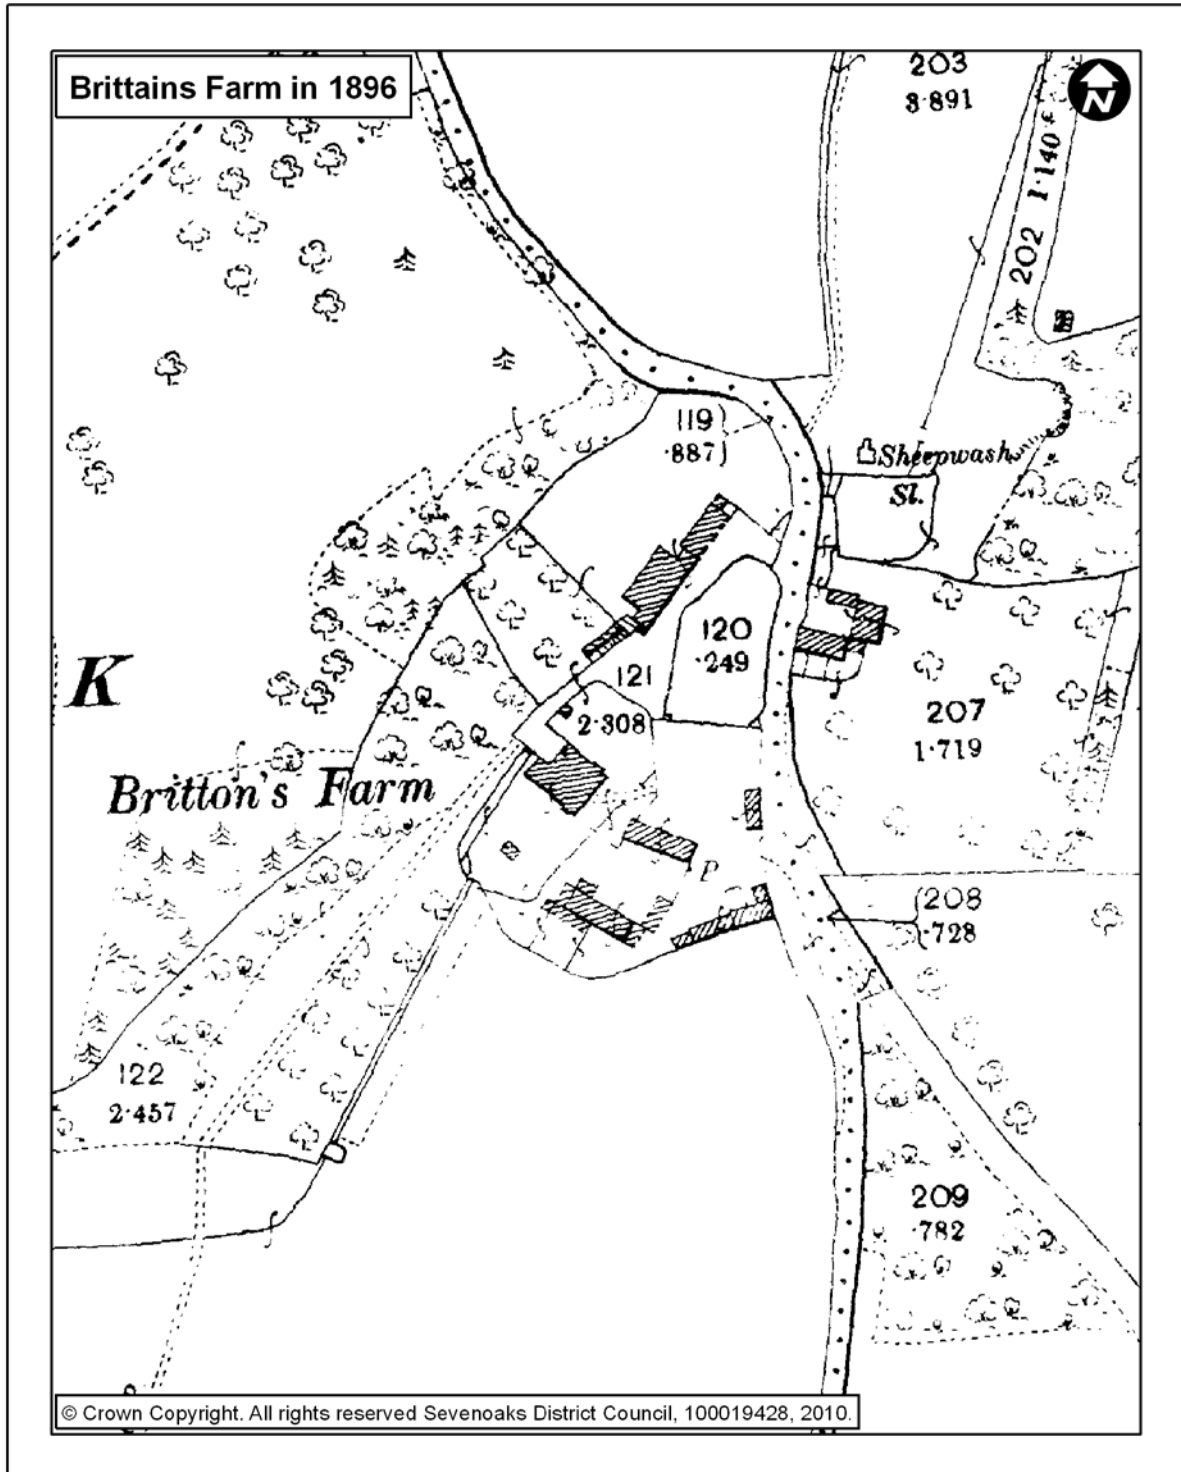 Brittains Farm in 1896
N
203
3·891
202 1·140
119
·887
Sheepwash
Sl.
120
·249
121
2·308
K
207
1·719
Britton's Farm
P
208
·728
122
2·457
209
·782
© Crown Copyright. All rights reserved Sevenoaks District Council, 100019428, 2010.